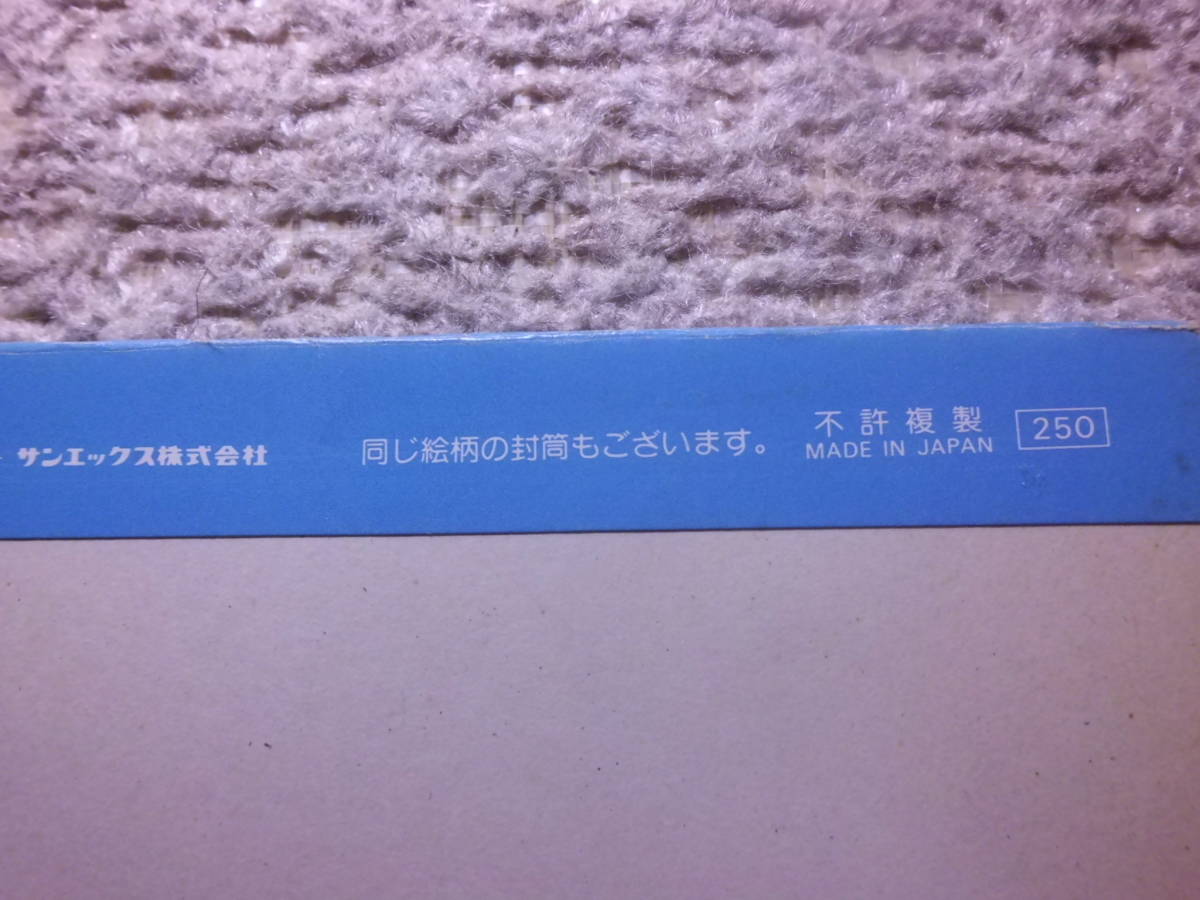 サンエックス株式会社
同じ絵柄の封筒もございます。
不許複製
MADE IN JAPAN
250